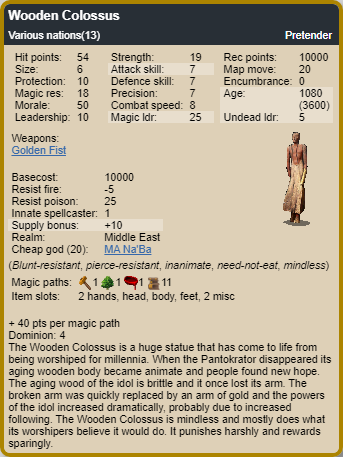 Wooden Colossus
Various nations(13) Pretender
Hit points: 54 Strength: 19 Rec points: 10000
Size: 6 Attack skill: 7 Map move: 20
Protection: 10 Defence skill: 7 Encumbrance: 0
Magic res: 18 Precision: 7 Age: 1080
Morale: 50 Combat speed: 8 (3600)
Leadership: 10 Magic ldr: 25 Undead ldr: 5
Weapons:
Golden Fist
Basecost: 10000
Resist fire: -5
Resist poison: 25
Innate spellcaster: 1
Supply bonus: +10
Realm: Middle East
Cheap god (20): MA Na'Ba
(Blunt-resistant, pierce-resistant, inanimate, need-not-eat, mindless)
Magic paths: 1 1 1 11
Item slots: 2 hands, head, body, feet, 2 misc
+ 40 pts per magic path
Dominion: 4
The Wooden Colossus is a huge statue that has come to life from
being worshiped for millennia. When the Pantokrator disappeared its
aging wooden body became animate and people found new hope.
The aging wood of the idol is brittle and it once lost its arm. The
broken arm was quickly replaced by an arm of gold and the powers
of the idol increased dramatically, probably due to increased
following. The Wooden Colossus is mindless and mostly does what
its worshipers believe it would do. It punishes harshly and rewards
sparingly.